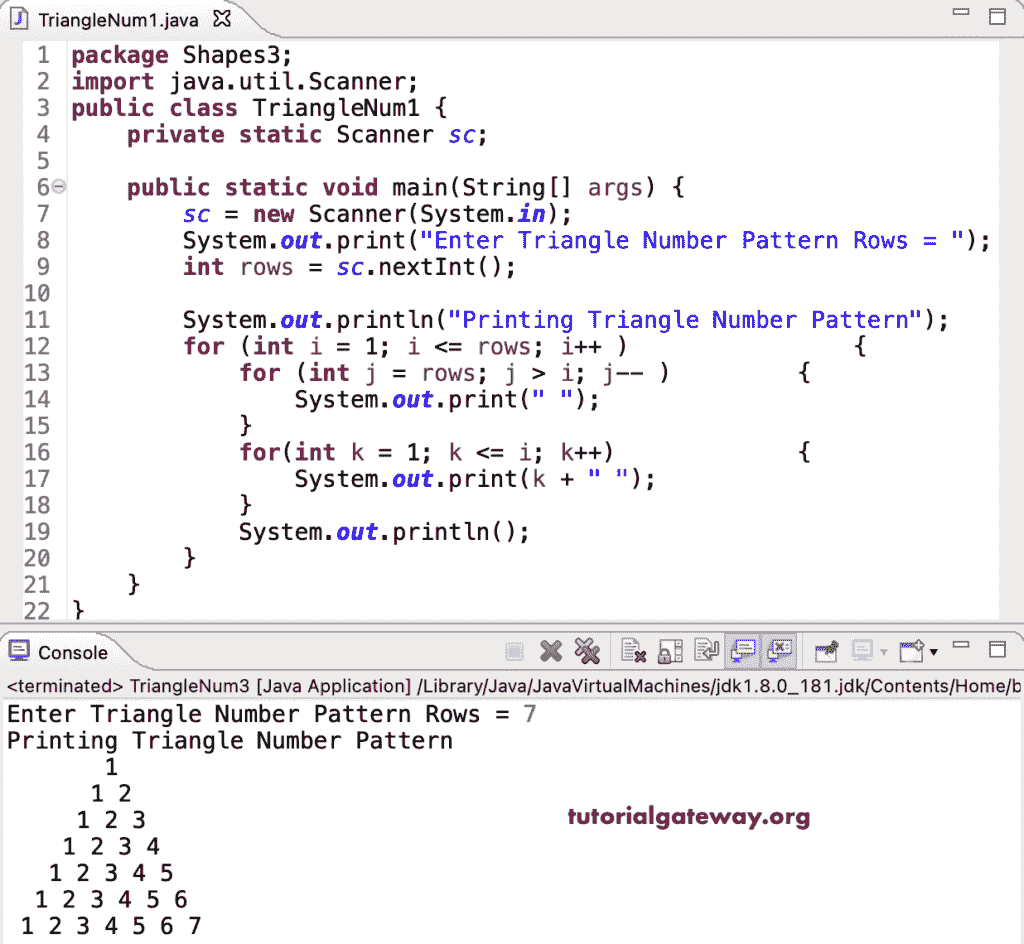 TriangleNum1.java
1 package Shapes3;
2 import java.util.Scanner;
3 public class TriangleNum1 {
4     private static Scanner sc;
5
6     public static void main(String[] args) {
7         sc = new Scanner(System.in);
8         System.out.print("Enter Triangle Number Pattern Rows = ");
9         int rows = sc.nextInt();
10
11         System.out.println("Printing Triangle Number Pattern");
12         for (int i = 1; i <= rows; i++ )                 {
13             for (int j = rows; j > i; j-- )          {
14                 System.out.print(" ");
15             }
16             for(int k = 1; k <= i; k++)              {
17                 System.out.print(k + " ");
18             }
19             System.out.println();
20         }
21     }
22 }
Console
<terminated> TriangleNum3 [Java Application] /Library/Java/JavaVirtualMachines/jdk1.8.0_181.jdk/Contents/Home/b
Enter Triangle Number Pattern Rows = 7
Printing Triangle Number Pattern
       1
      1 2
     1 2 3
    1 2 3 4
   1 2 3 4 5
  1 2 3 4 5 6
 1 2 3 4 5 6 7
tutorialgateway.org